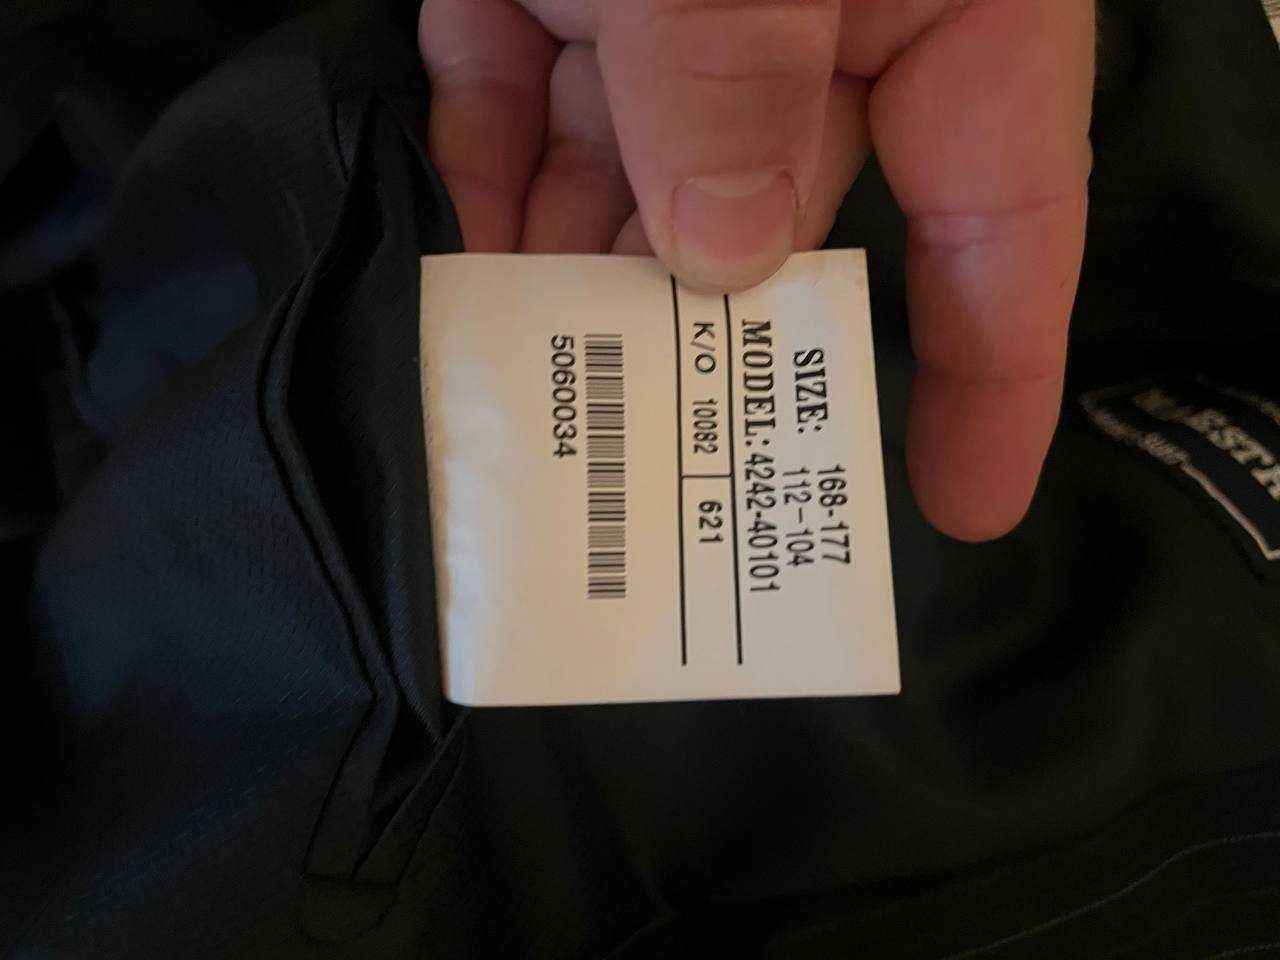 168-177
SIZE: 112-104
MODEL: 4242-40101
K/O 10082 621
5060034